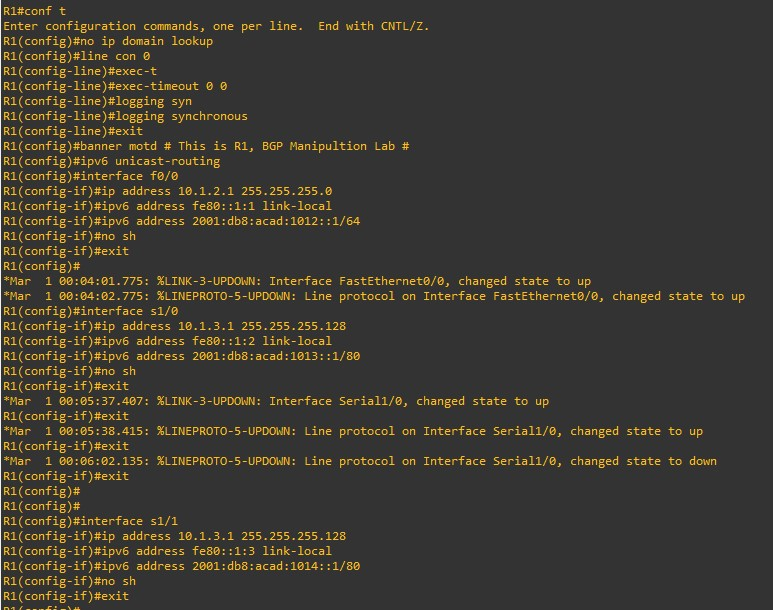 R1#conf t
Enter configuration commands, one per line.  End with CNTL/Z.
R1(config)#no ip domain lookup
R1(config)#line con 0
R1(config-line)#exec-t
R1(config-line)#exec-timeout 0 0
R1(config-line)#logging syn
R1(config-line)#logging synchronous
R1(config-line)#exit
R1(config)#banner motd # This is R1, BGP Manipultion Lab #
R1(config)#ipv6 unicast-routing
R1(config)#interface f0/0
R1(config-if)#ip address 10.1.2.1 255.255.255.0
R1(config-if)#ipv6 address fe80::1:1 link-local
R1(config-if)#ipv6 address 2001:db8:acad:1012::1/64
R1(config-if)#no sh
R1(config-if)#exit
R1(config)#
*Mar  1 00:04:01.775: %LINK-3-UPDOWN: Interface FastEthernet0/0, changed state to up
*Mar  1 00:04:02.775: %LINEPROTO-5-UPDOWN: Line protocol on Interface FastEthernet0/0, changed state to up
R1(config)#interface s1/0
R1(config-if)#ip address 10.1.3.1 255.255.255.128
R1(config-if)#ipv6 address fe80::1:2 link-local
R1(config-if)#ipv6 address 2001:db8:acad:1013::1/80
R1(config-if)#no sh
R1(config-if)#exit
*Mar  1 00:05:37.407: %LINK-3-UPDOWN: Interface Serial1/0, changed state to up
R1(config-if)#exit
*Mar  1 00:05:38.415: %LINEPROTO-5-UPDOWN: Line protocol on Interface Serial1/0, changed state to up
R1(config-if)#exit
*Mar  1 00:06:02.135: %LINEPROTO-5-UPDOWN: Line protocol on Interface Serial1/0, changed state to down
R1(config-if)#exit
R1(config)#
R1(config)#
R1(config)#interface s1/1
R1(config-if)#ip address 10.1.3.1 255.255.255.128
R1(config-if)#ipv6 address fe80::1:3 link-local
R1(config-if)#ipv6 address 2001:db8:acad:1014::1/80
R1(config-if)#no sh
R1(config-if)#exit
R1(config)#